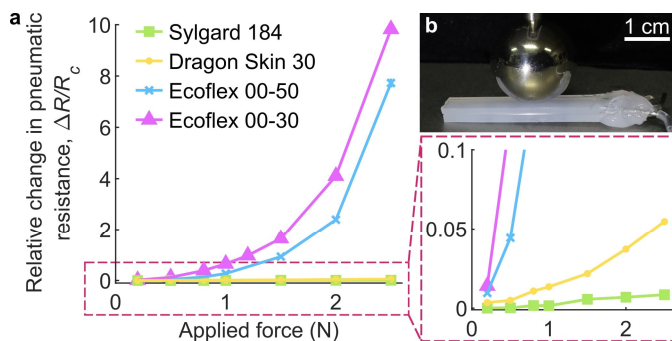 a
Sylgard 184
Dragon Skin 30
Ecoflex 00-50
Ecoflex 00-30
Relative change in pneumatic
resistance, ΔR/R_c
10
8
6
4
2
0
0
1
2
Applied force (N)
b
1 cm
0.1
0.05
0
0
1
2